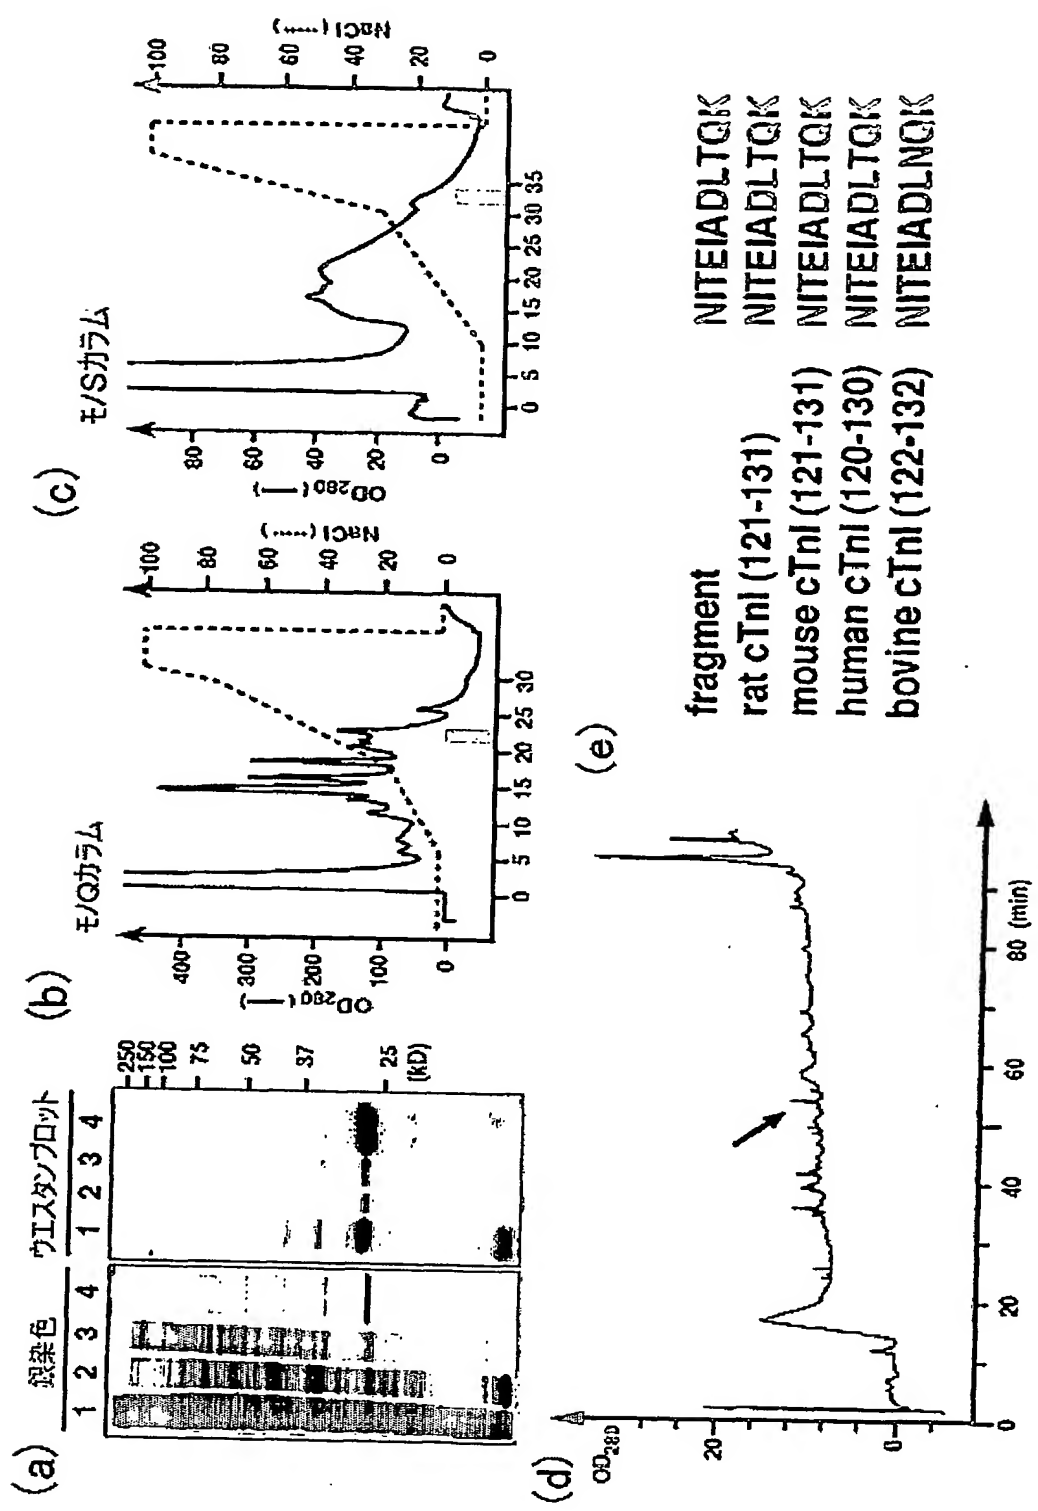 (a)
銀染色 ウエスタンブロット
1 2 3 4 1 2 3 4
250
150
100
75
50
37
25
(kD)
(b)
モノQカラム
OD₂₈₀ (—)
400
300
200
100
0
NaCl (.....)
100
80
60
40
20
0
0 5 10 15 20 25 30
(c)
モノSカラム
OD₂₈₀ (—)
80
60
40
20
0
NaCl (.....)
100
80
60
40
20
0
0 5 10 15 20 25 30 35
(d)
OD₂₈₀
20
0
0 20 40 60 80 (min)
(e)
fragment NITEIADLTQK
rat cTnI (121-131) NITEIADLTQK
mouse cTnI (121-131) NITEIADLTQK
human cTnI (120-130) NITEIADLTQK
bovine cTnI (122-132) NITEIADLNQK